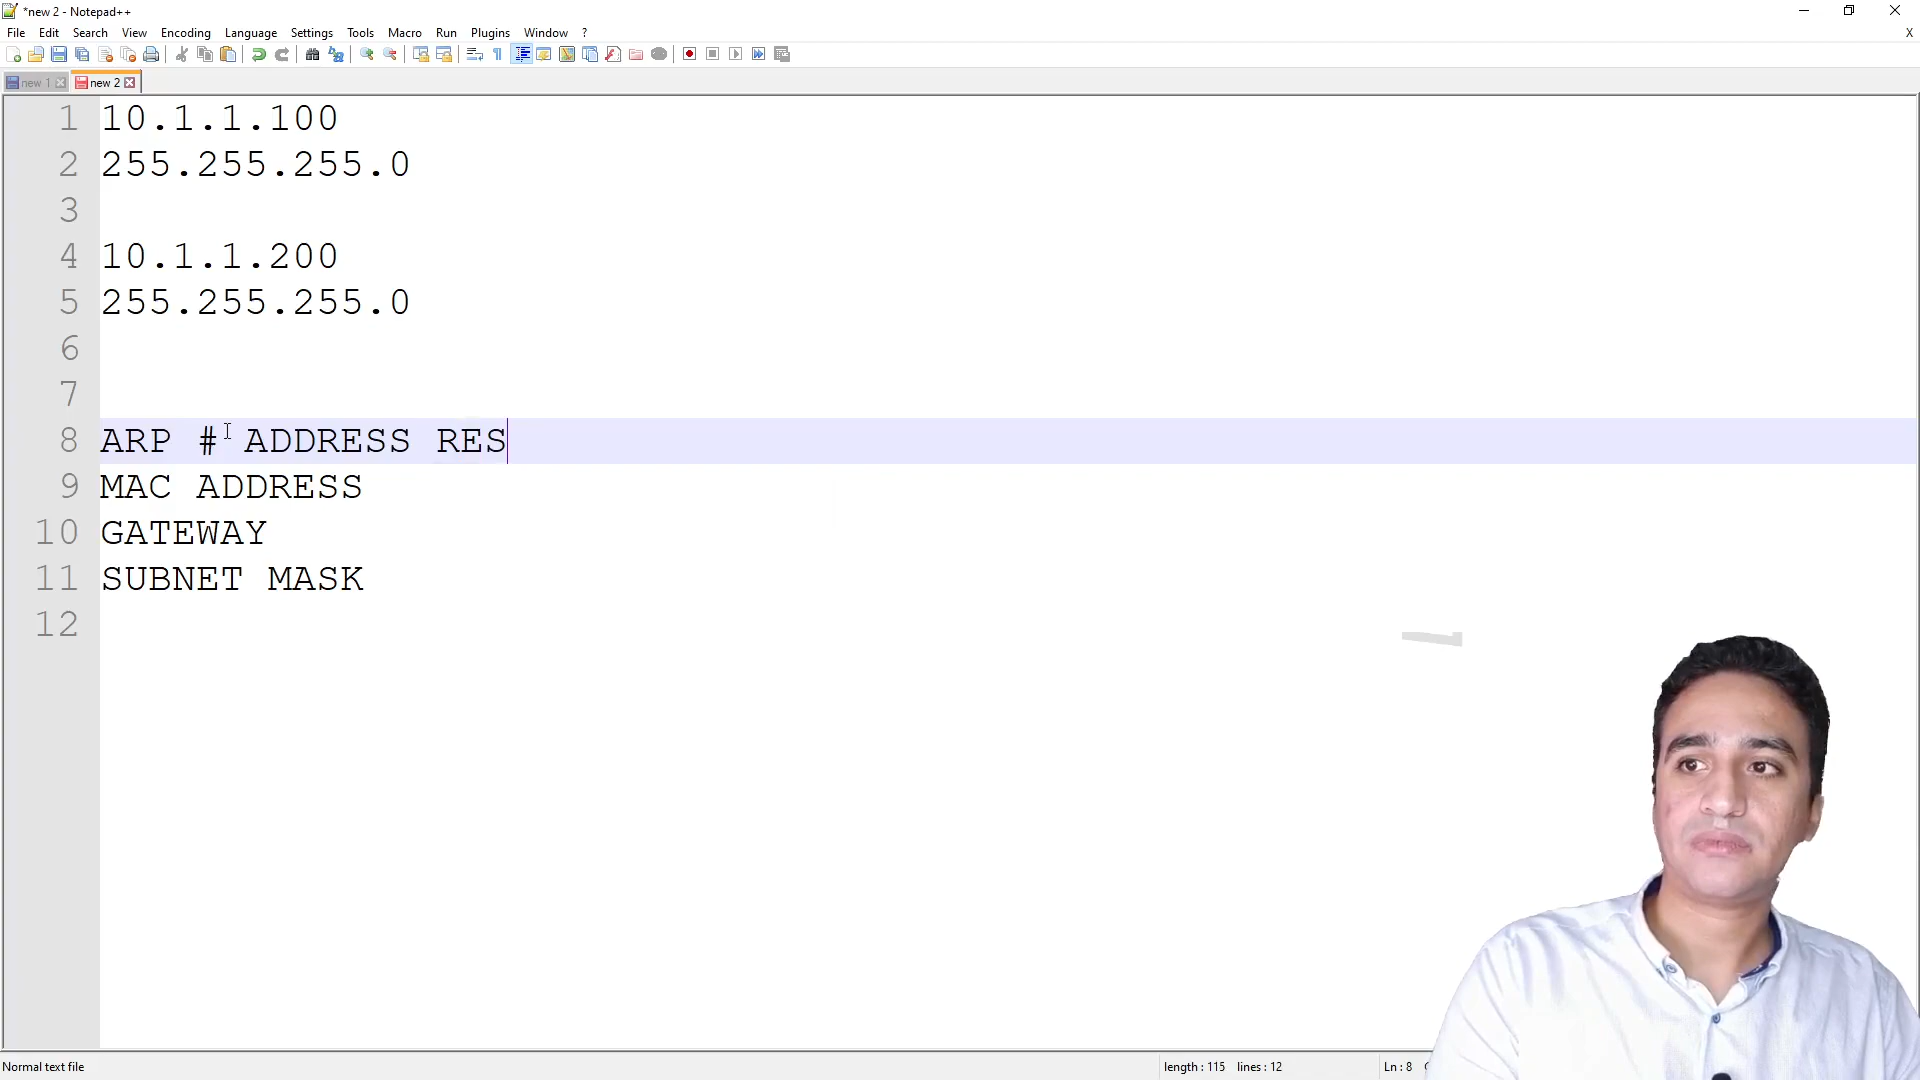 *new 2 - Notepad++
File Edit Search View Encoding Language Settings Tools Macro Run Plugins Window ? X
new 1 new 2
1 10.1.1.100
2 255.255.255.0
3
4 10.1.1.200
5 255.255.255.0
6
7
8 ARP # ADDRESS RES
9 MAC ADDRESS
10 GATEWAY
11 SUBNET MASK
12
Normal text file length : 115 lines : 12 Ln : 8